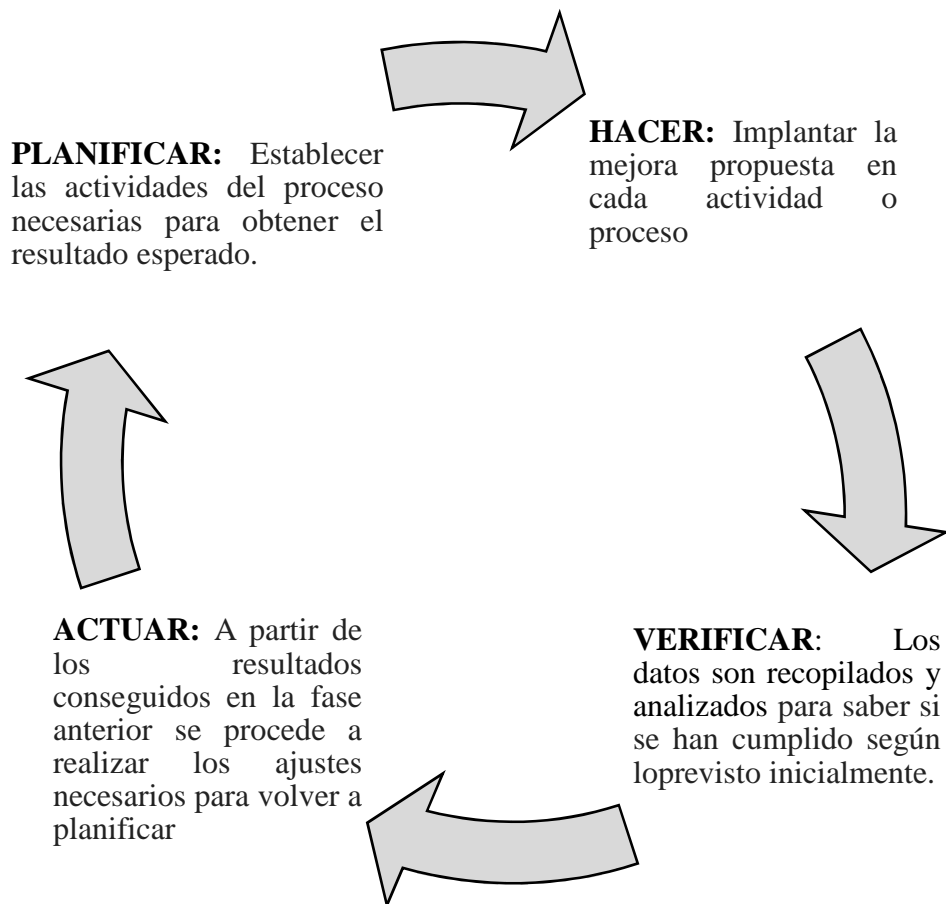 PLANIFICAR: Establecer
las actividades del proceso
necesarias para obtener el
resultado esperado.
HACER: Implantar la
mejora propuesta en
cada actividad o
proceso
VERIFICAR: Los
datos son recopilados y
analizados para saber si
se han cumplido según
loprevisto inicialmente.
ACTUAR: A partir de
los resultados
conseguidos en la fase
anterior se procede a
realizar los ajustes
necesarios para volver a
planificar